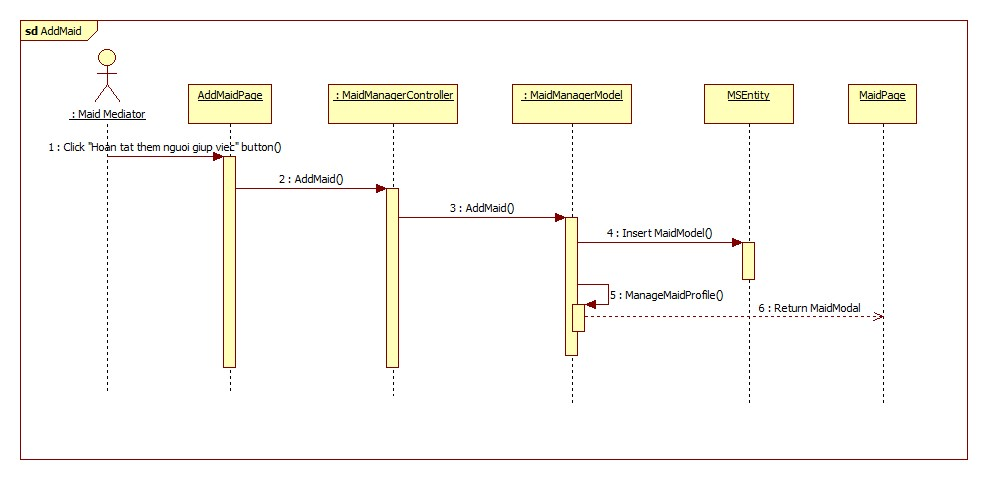 sd AddMaid
: Maid Mediator
AddMaidPage
: MaidManagerController
: MaidManagerModel
MSEntity
MaidPage
1 : Click "Hoan tat them nguoi giup viec" button()
2 : AddMaid()
3 : AddMaid()
4 : Insert MaidModel()
5 : ManageMaidProfile()
6 : Return MaidModal